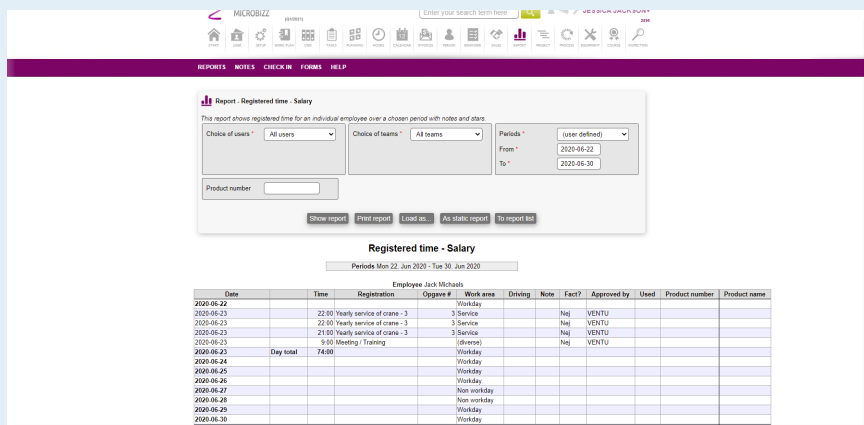 MICROBIZZ
Enter your search term here
JESSICA JACKSON
START CASE SETUP WORK PLAN CRM TASKS PLANNING HOURS CALENDAR INVOICES PERSON SALES REPORT PROJECT PROCESS EQUIPMENT COURSE
REPORTS NOTES CHECK IN FORMS HELP
Report - Registered time - Salary
This report shows registered time for an individual employee over a chosen period with notes and stars.
Choice of users * All users Choice of teams * All teams Periods * (user defined)
From * 2020-06-22
To * 2020-06-30
Product number
Show report Print report Load as... As static report To report list
Registered time - Salary
Periods Mon 22. Jun 2020 - Tue 30. Jun 2020
Employee Jack Michaels
Date Time Registration Opgave # Work area Driving Note Fact? Approved by Used Product number Product name
2020-06-22 Workday
2020-06-23 22:00 Yearly service of crane - 3 3 Service Nej VENTU
2020-06-23 22:00 Yearly service of crane - 3 3 Service Nej VENTU
2020-06-23 21:00 Yearly service of crane - 3 3 Service Nej VENTU
2020-06-23 9:00 Meeting / Training (diverse) Nej VENTU
2020-06-23 Day total 74:00 Workday
2020-06-24 Workday
2020-06-25 Workday
2020-06-26 Workday
2020-06-27 Non workday
2020-06-28 Non workday
2020-06-29 Workday
2020-06-30 Workday